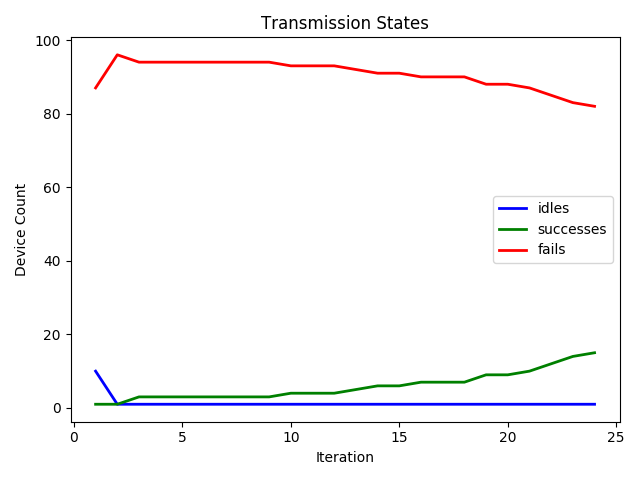 Transmission States
100
80
60
40
20
0
Device Count
idles
successes
fails
0 5 10 15 20 25
Iteration